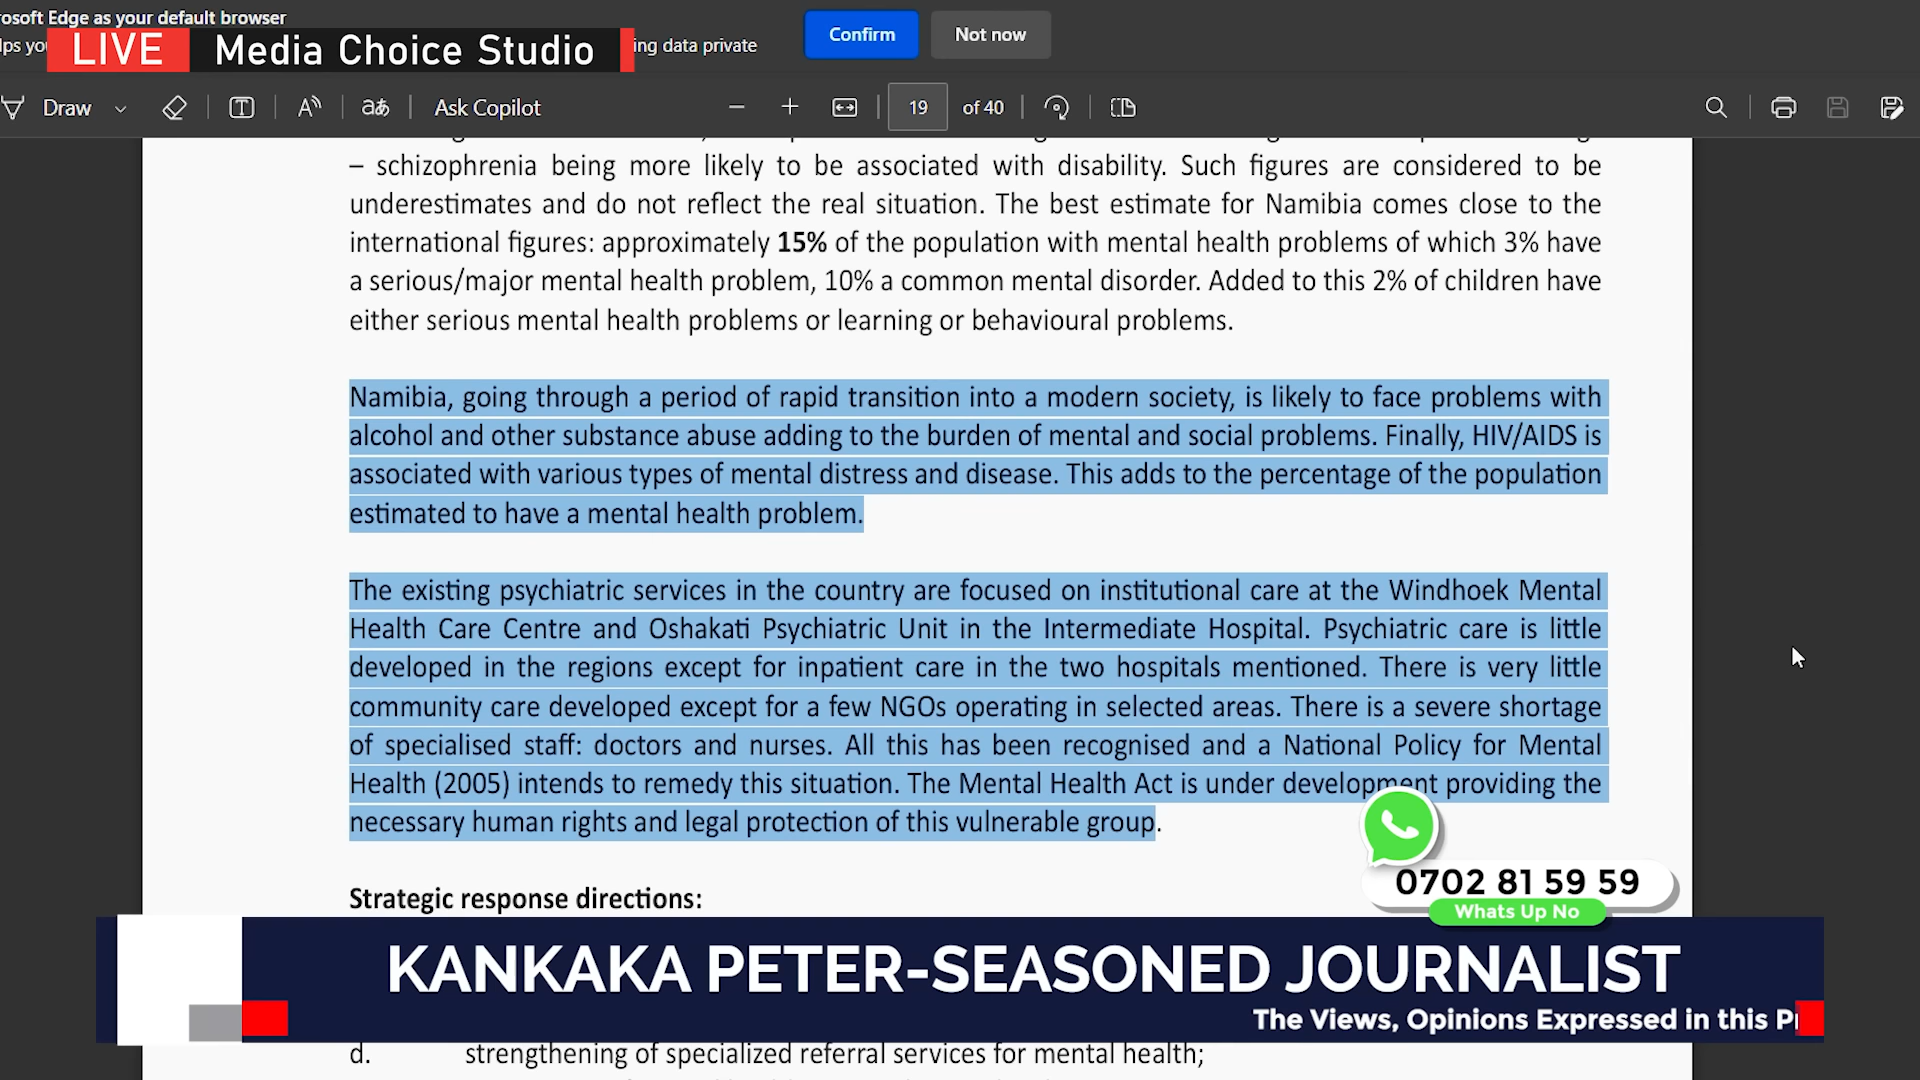 rosoft Edge as your default browser
lps yo
ing data private
Confirm
Not now
LIVE
Media Choice Studio
Draw
A
aあ
Ask Copilot
19
of 40
– schizophrenia being more likely to be associated with disability. Such figures are considered to be
underestimates and do not reflect the real situation. The best estimate for Namibia comes close to the
international figures: approximately 15% of the population with mental health problems of which 3% have
a serious/major mental health problem, 10% a common mental disorder. Added to this 2% of children have
either serious mental health problems or learning or behavioural problems.
Namibia, going through a period of rapid transition into a modern society, is likely to face problems with
alcohol and other substance abuse adding to the burden of mental and social problems. Finally, HIV/AIDS is
associated with various types of mental distress and disease. This adds to the percentage of the population
estimated to have a mental health problem.
The existing psychiatric services in the country are focused on institutional care at the Windhoek Mental
Health Care Centre and Oshakati Psychiatric Unit in the Intermediate Hospital. Psychiatric care is little
developed in the regions except for inpatient care in the two hospitals mentioned. There is very little
community care developed except for a few NGOs operating in selected areas. There is a severe shortage
of specialised staff: doctors and nurses. All this has been recognised and a National Policy for Mental
Health (2005) intends to remedy this situation. The Mental Health Act is under development providing the
necessary human rights and legal protection of this vulnerable group.
0702 81 59 59
Whats Up No
Strategic response directions:
KANKAKA PETER-SEASONED JOURNALIST
The Views, Opinions Expressed in this P
d. strengthening of specialized referral services for mental health;